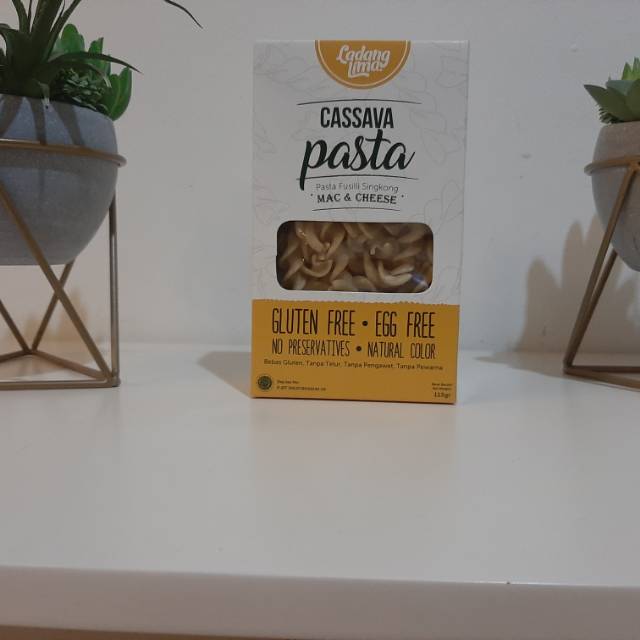 Ladang
Lima
CASSAVA
pasta
Pasta Fusilli Singkong
MAC & CHEESE
GLUTEN FREE • EGG FREE
NO PRESERVATIVES • NATURAL COLOR
Bebas Gluten, Tanpa Telur, Tanpa Pengawet, Tanpa Pewarna